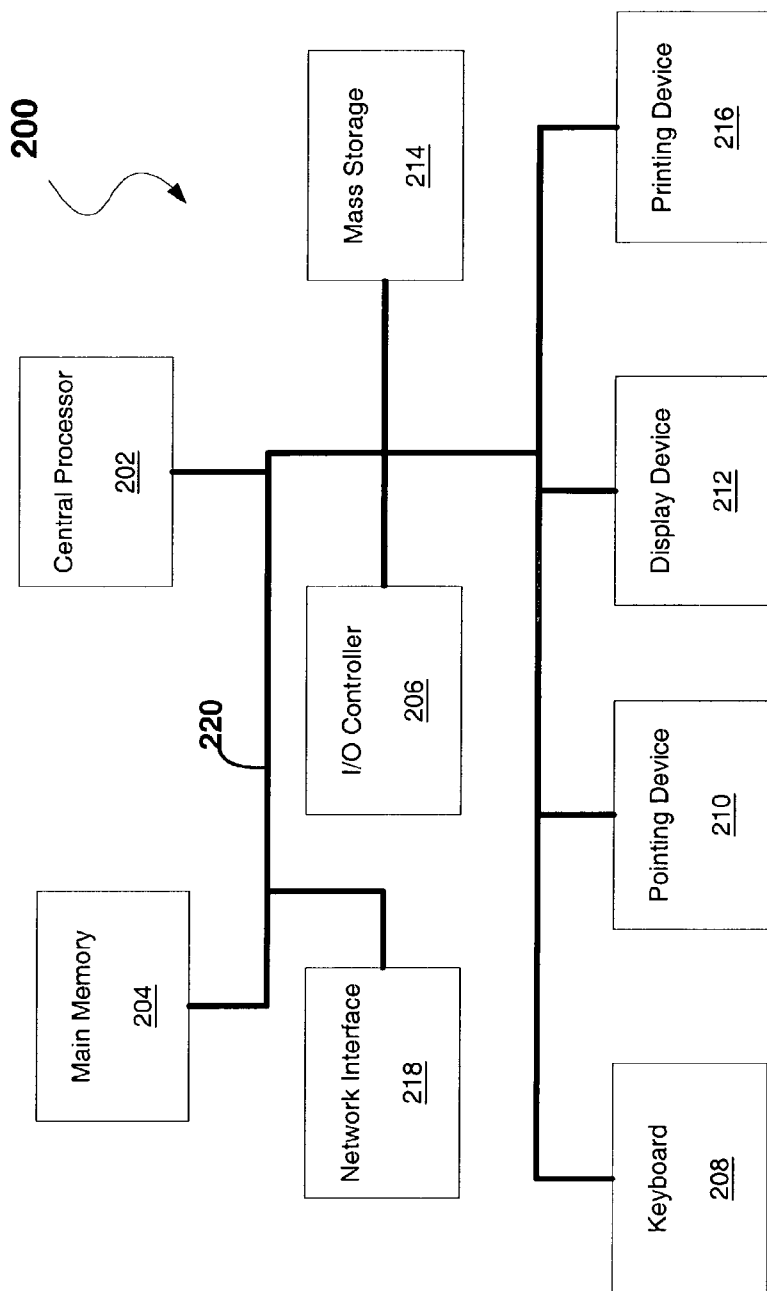 200
Central Processor
202
Main Memory
204
220
Mass Storage
214
I/O Controller
206
Network Interface
218
Printing Device
216
Display Device
212
Pointing Device
210
Keyboard
208